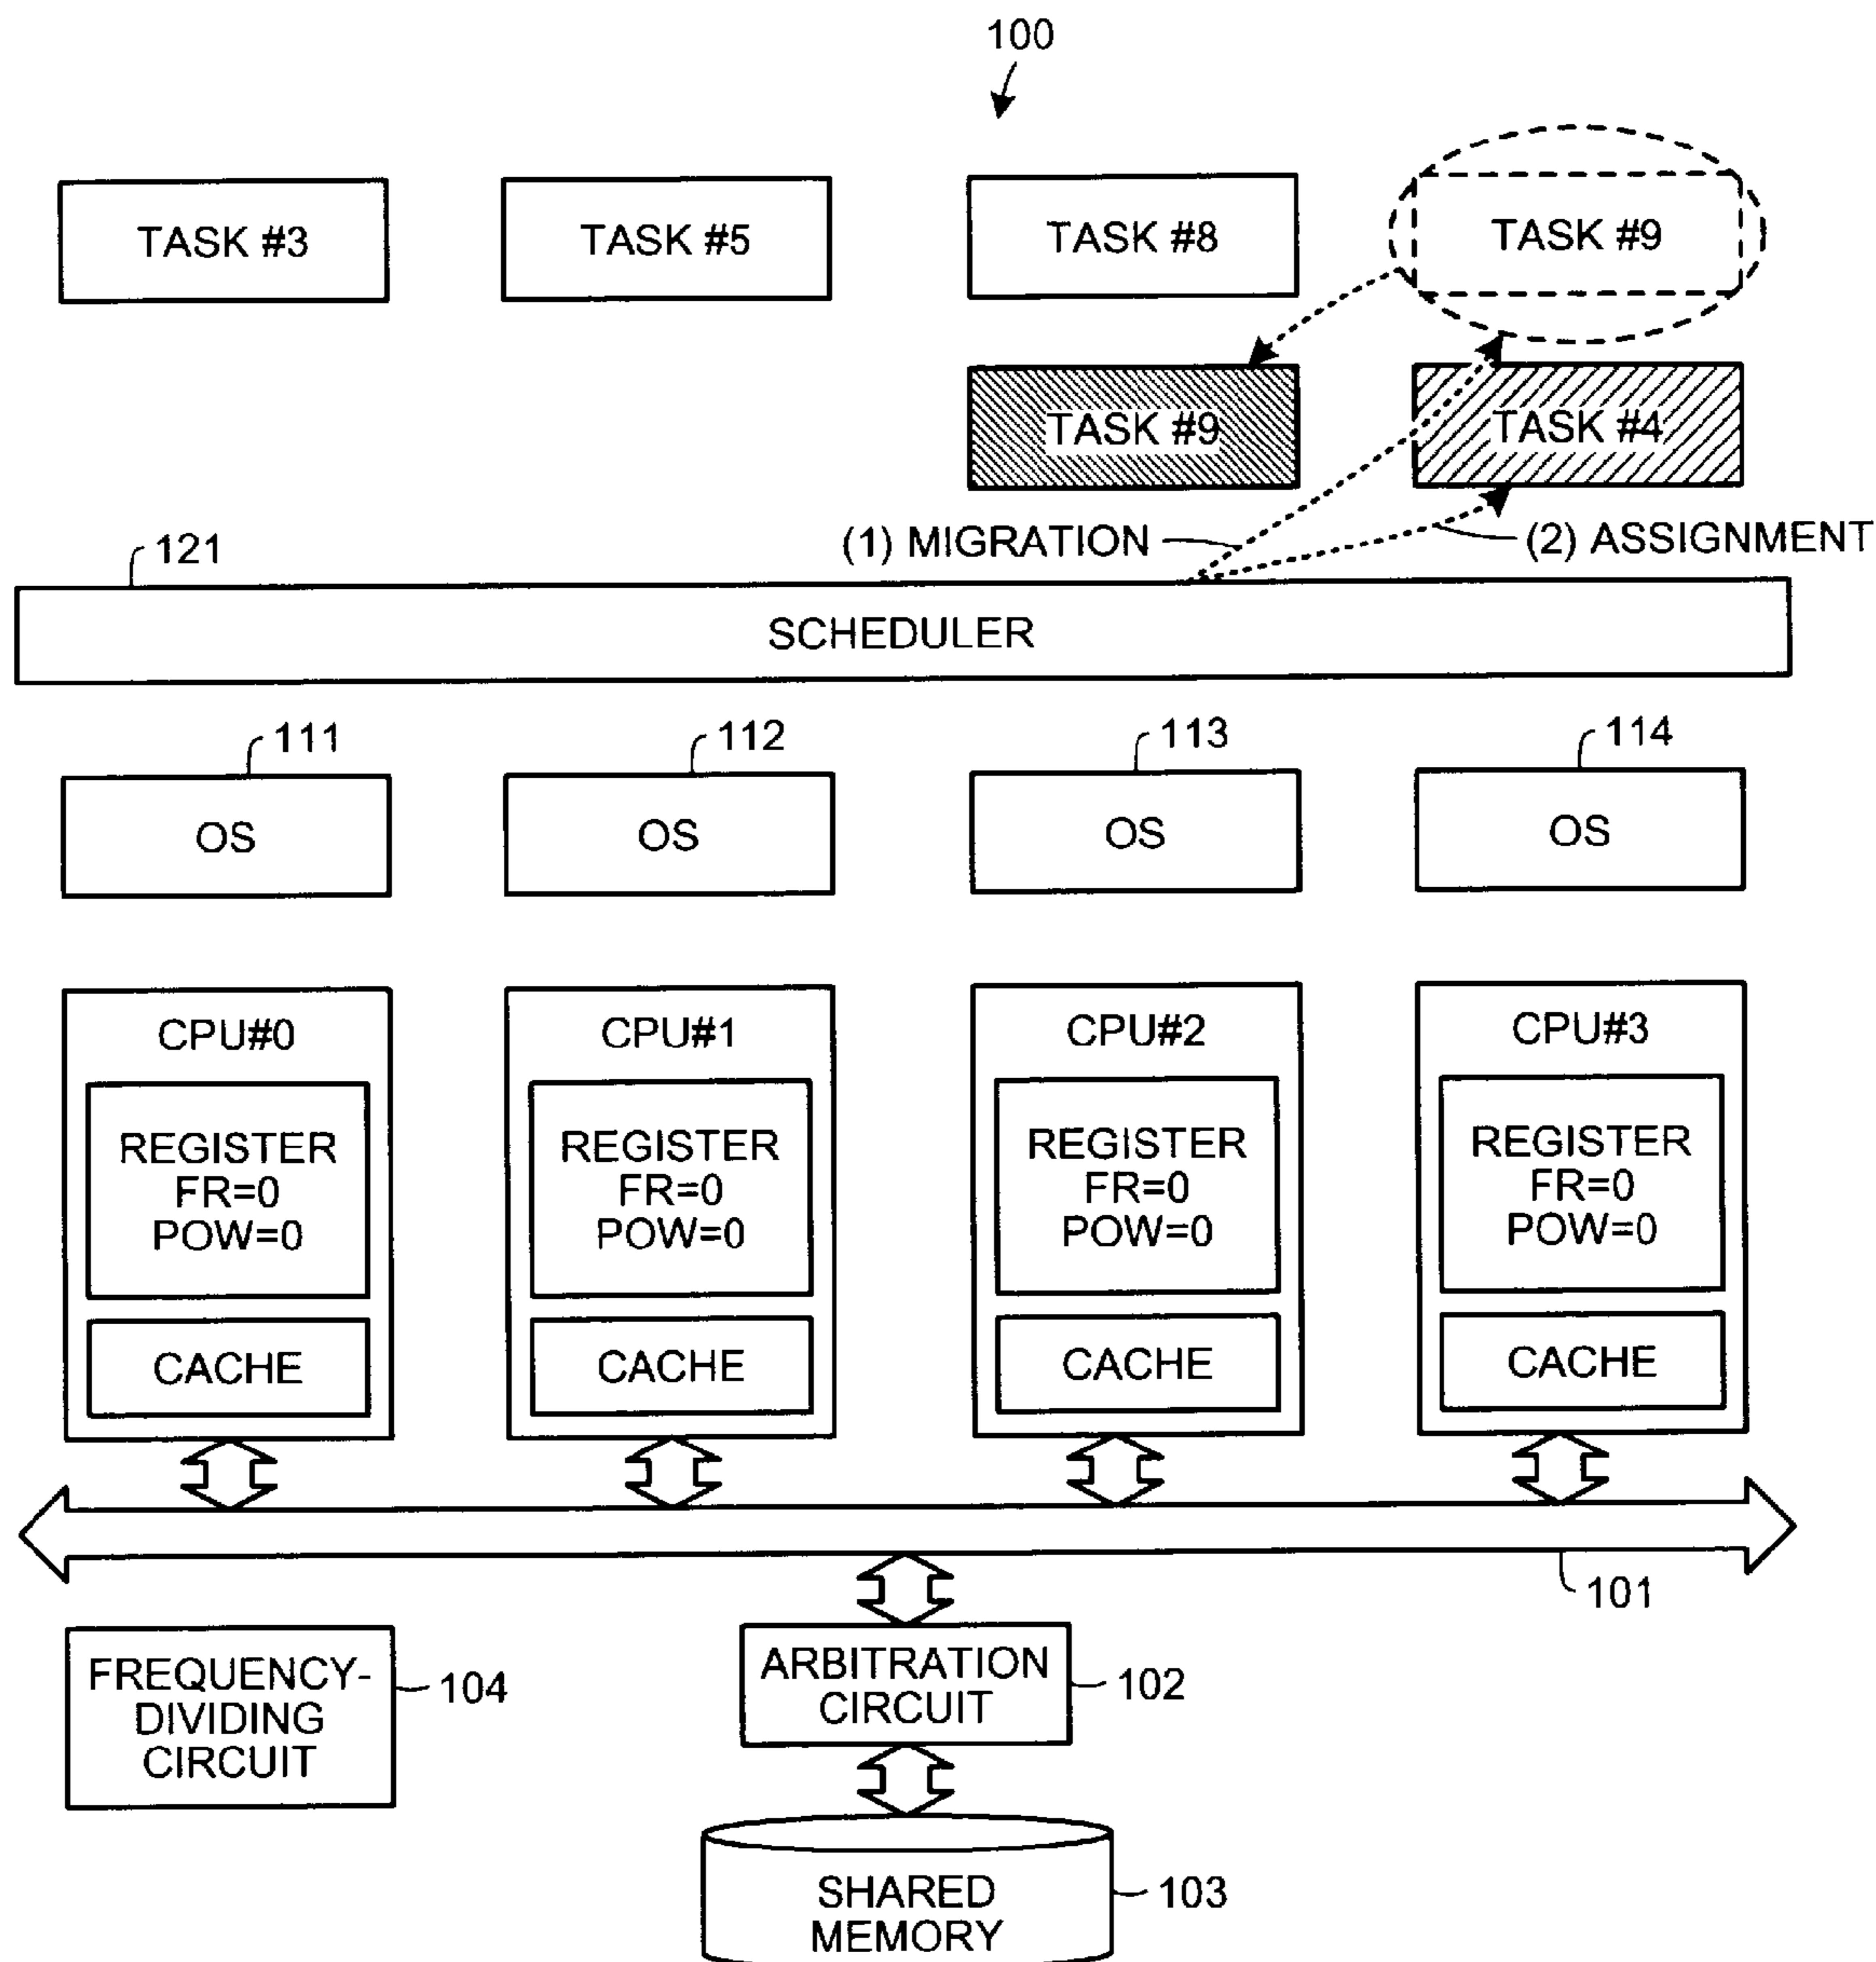 100
TASK #3
TASK #5
TASK #8
TASK #9
TASK #9
TASK #4
(1) MIGRATION
(2) ASSIGNMENT
121
SCHEDULER
111
112
113
114
OS
OS
OS
OS
CPU#0
REGISTER
FR=0
POW=0
CACHE
CPU#1
REGISTER
FR=0
POW=0
CACHE
CPU#2
REGISTER
FR=0
POW=0
CACHE
CPU#3
REGISTER
FR=0
POW=0
CACHE
101
FREQUENCY-
DIVIDING
CIRCUIT
104
ARBITRATION
CIRCUIT
102
SHARED
MEMORY
103